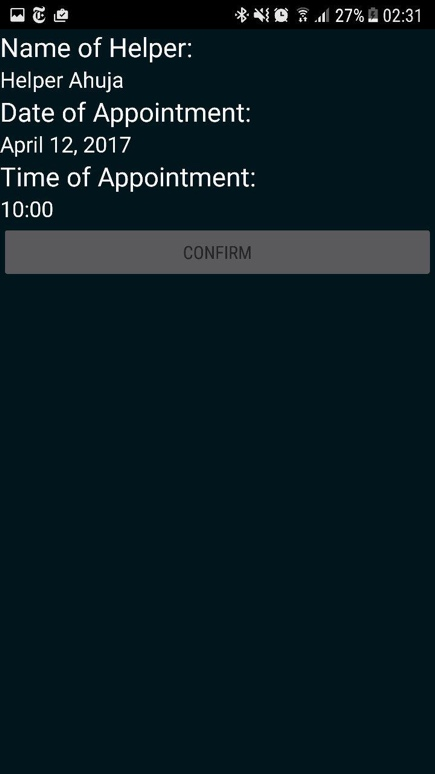 27% 02:31
Name of Helper:
Helper Ahuja
Date of Appointment:
April 12, 2017
Time of Appointment:
10:00
CONFIRM